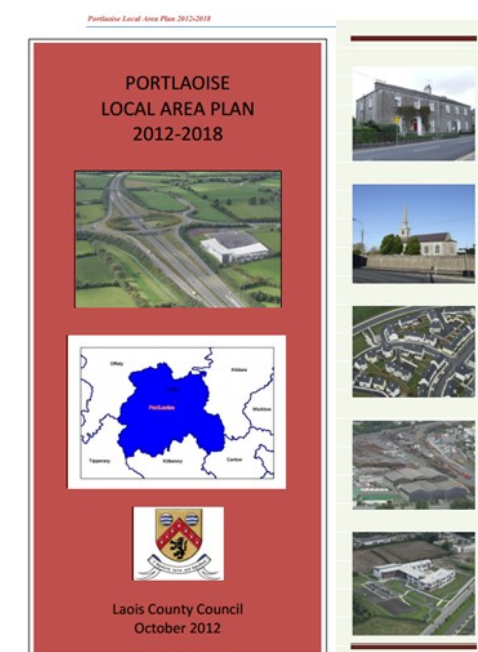 Portlaoise Local Area Plan 2012-2018
PORTLAOISE
LOCAL AREA PLAN
2012-2018
Offaly
Kildare
Portlaoise
Wicklow
Tipperary
Kilkenny
Carlow
Laois County Council
October 2012